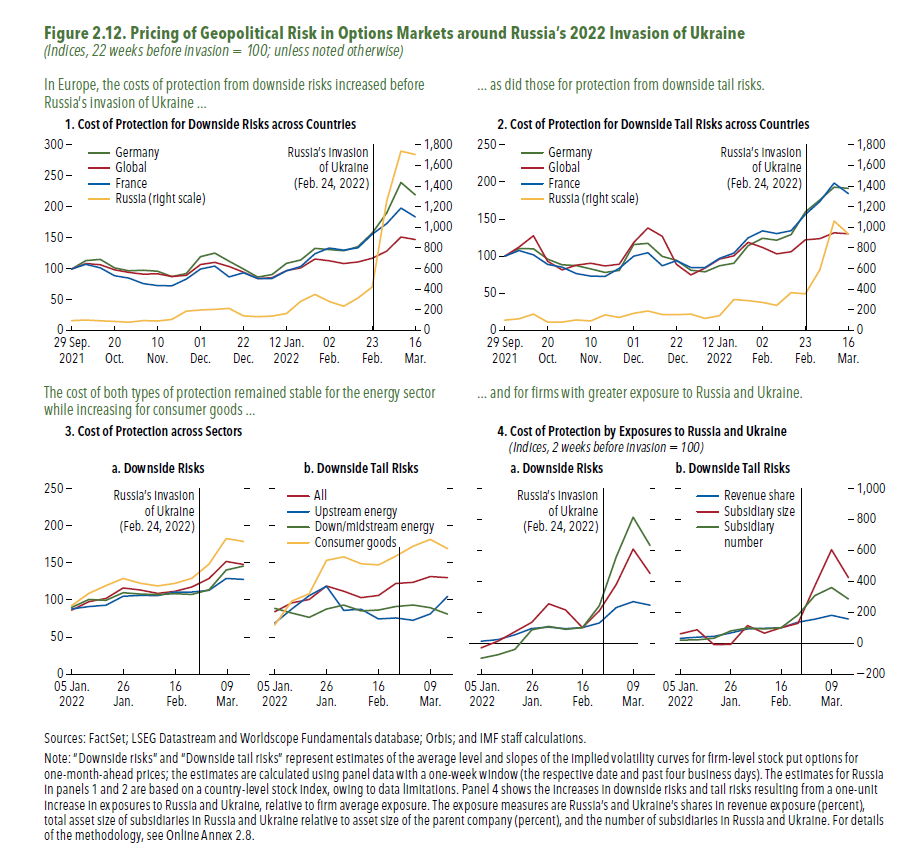 Figure 2.12. Pricing of Geopolitical Risk in Options Markets around Russia's 2022 Invasion of Ukraine
(Indices, 22 weeks before invasion = 100; unless noted otherwise)
In Europe, the costs of protection from downside risks increased before
Russia's invasion of Ukraine ...
... as did those for protection from downside tail risks.
1. Cost of Protection for Downside Risks across Countries
300
250
200
150
100
50
0
Germany
Global
France
Russia (right scale)
Russia's invasion
of Ukraine
(Feb. 24, 2022)
1,800
1,600
1,400
1,200
1,000
800
600
400
200
0
29 Sep. 20 10 01 22 12 Jan. 02 23 16
2021 Oct. Nov. Dec. Dec. 2022 Feb. Feb. Mar.
2. Cost of Protection for Downside Tail Risks across Countries
250
200
150
100
50
0
Germany
Global
France
Russia (right scale)
Russia's invasion
of Ukraine
(Feb. 24, 2022)
1,800
1,600
1,400
1,200
1,000
800
600
400
200
0
29 Sep. 20 10 01 22 12 Jan. 02 23 16
2021 Oct. Nov. Dec. Dec. 2022 Feb. Feb. Mar.
The cost of both types of protection remained stable for the energy sector
while increasing for consumer goods ...
... and for firms with greater exposure to Russia and Ukraine.
3. Cost of Protection across Sectors
a. Downside Risks
250
200
150
100
50
0
Russia's invasion
of Ukraine
(Feb. 24, 2022)
05 Jan. 26 16 09
2022 Jan. Feb. Mar.
b. Downside Tail Risks
All
Upstream energy
Down/midstream energy
Consumer goods
05 Jan. 26 16 09
2022 Jan. Feb. Mar.
4. Cost of Protection by Exposures to Russia and Ukraine
(Indices, 2 weeks before invasion = 100)
a. Downside Risks
Russia's invasion
of Ukraine
(Feb. 24, 2022)
05 Jan. 26 16 09
2022 Jan. Feb. Mar.
b. Downside Tail Risks
Revenue share
Subsidiary size
Subsidiary
number
1,000
800
600
400
200
0
−200
05 Jan. 26 16 09
2022 Jan. Feb. Mar.
Sources: FactSet; LSEG Datastream and Worldscope Fundamentals database; Orbis; and IMF staff calculations.
Note: "Downside risks" and "Downside tail risks" represent estimates of the average level and slopes of the implied volatility curves for firm-level stock put options for
one-month-ahead prices; the estimates are calculated using panel data with a one-week window (the respective date and past four business days). The estimates for Russia
in panels 1 and 2 are based on a country-level stock index, owing to data limitations. Panel 4 shows the increases in downside risks and tail risks resulting from a one-unit
increase in exposures to Russia and Ukraine, relative to firm average exposure. The exposure measures are Russia's and Ukraine's shares in revenue exposure (percent),
total asset size of subsidiaries in Russia and Ukraine relative to asset size of the parent company (percent), and the number of subsidiaries in Russia and Ukraine. For details
of the methodology, see Online Annex 2.8.